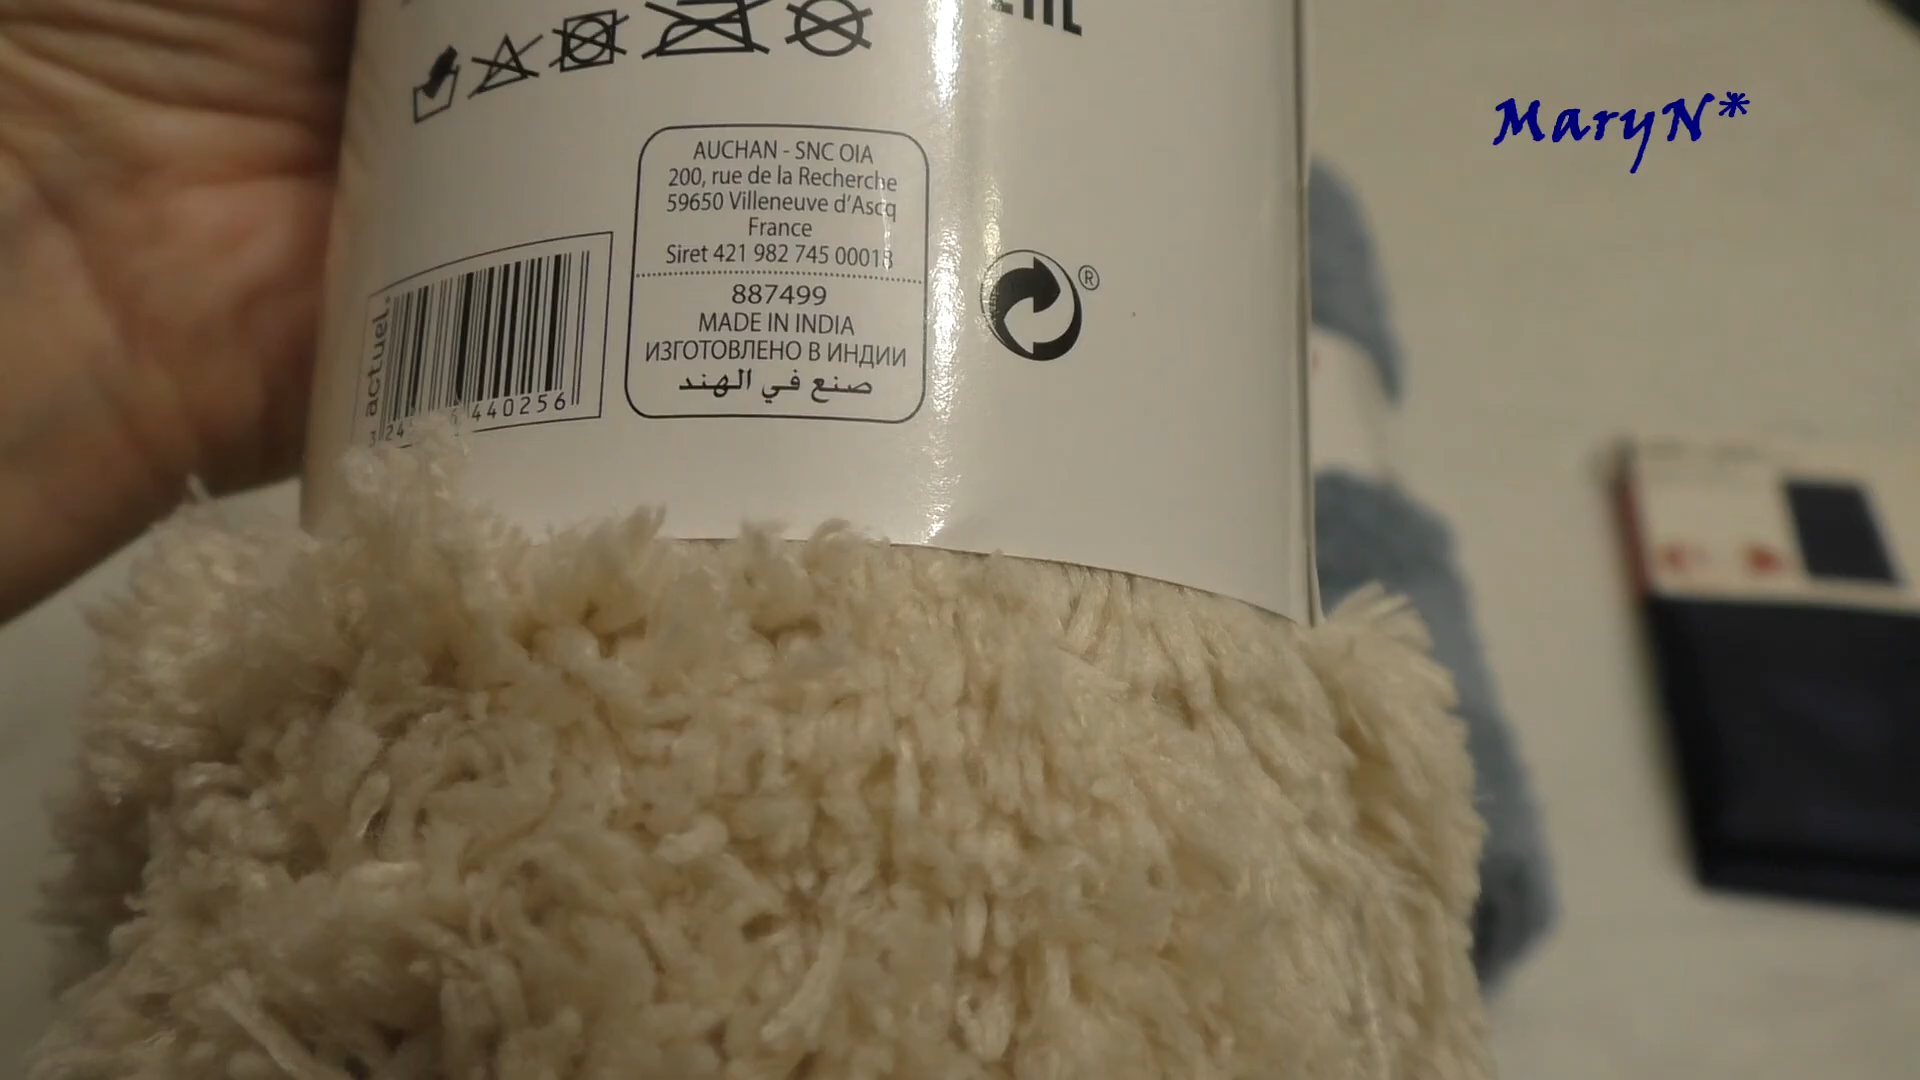 MaryN*
AUCHAN - SNC OIA
200, rue de la Recherche
59650 Villeneuve d'Ascq
France
Siret 421 982 745 00018
887499
MADE IN INDIA
ИЗГОТОВЛЕНО В ИНДИИ
صنع في الهند
®
actuel
440256